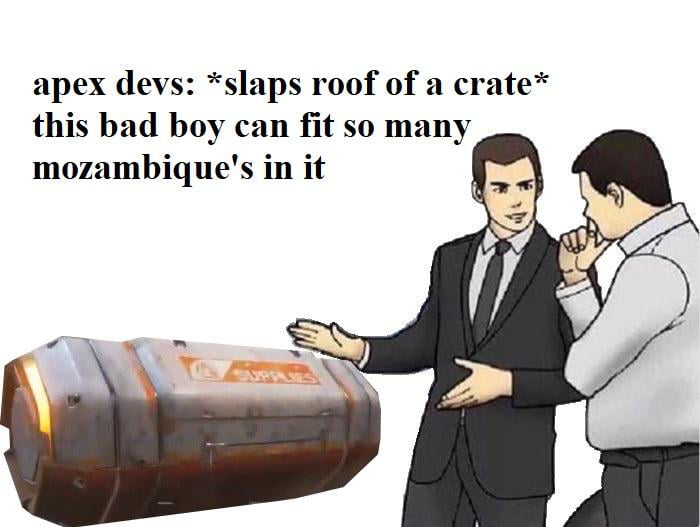 apex devs: *slaps roof of a crate*
this bad boy can fit so many
mozambique's in it
SUPPLIES